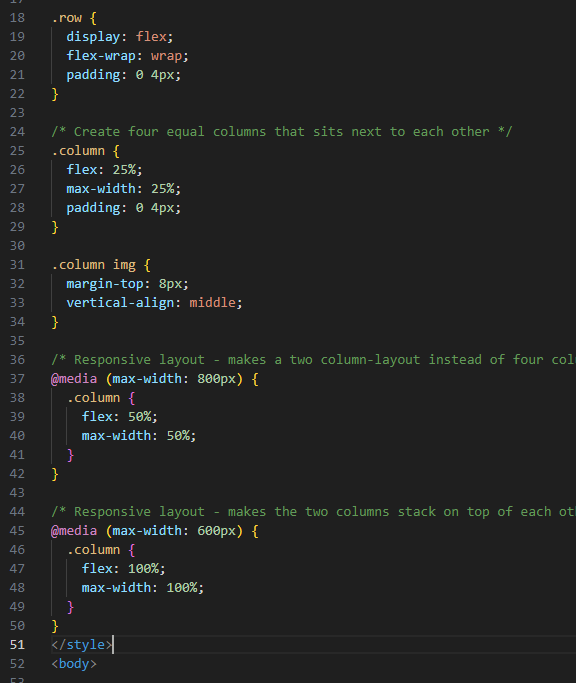 18 .row {
19 display: flex;
20 flex-wrap: wrap;
21 padding: 0 4px;
22 }
23
24 /* Create four equal columns that sits next to each other */
25 .column {
26 flex: 25%;
27 max-width: 25%;
28 padding: 0 4px;
29 }
30
31 .column img {
32 margin-top: 8px;
33 vertical-align: middle;
34 }
35
36 /* Responsive layout - makes a two column-layout instead of four
37 @media (max-width: 800px) {
38 .column {
39 flex: 50%;
40 max-width: 50%;
41 }
42 }
43
44 /* Responsive layout - makes the two columns stack on top of each
45 @media (max-width: 600px) {
46 .column {
47 flex: 100%;
48 max-width: 100%;
49 }
50 }
51 </style>
52 <body>